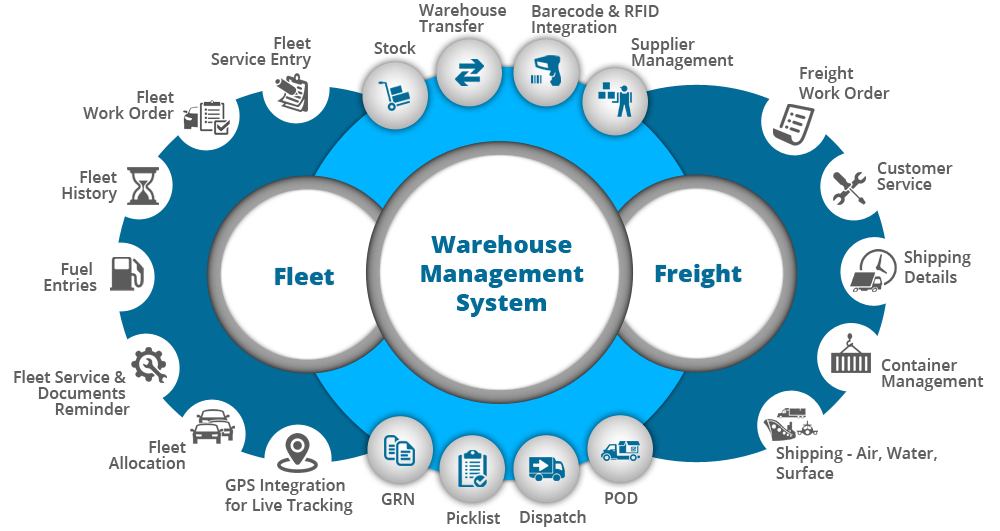 Warehouse
Transfer
Barecode & RFID
Integration
Stock
Supplier
Management
Fleet
Service Entry
Fleet
Work Order
Fleet
History
Fuel
Entries
Fleet Service &
Documents
Reminder
Fleet
Allocation
GPS Integration
for Live Tracking
Fleet
Warehouse
Management
System
Freight
Freight
Work Order
Customer
Service
Shipping
Details
Container
Management
Shipping - Air, Water,
Surface
GRN
Picklist
Dispatch
POD